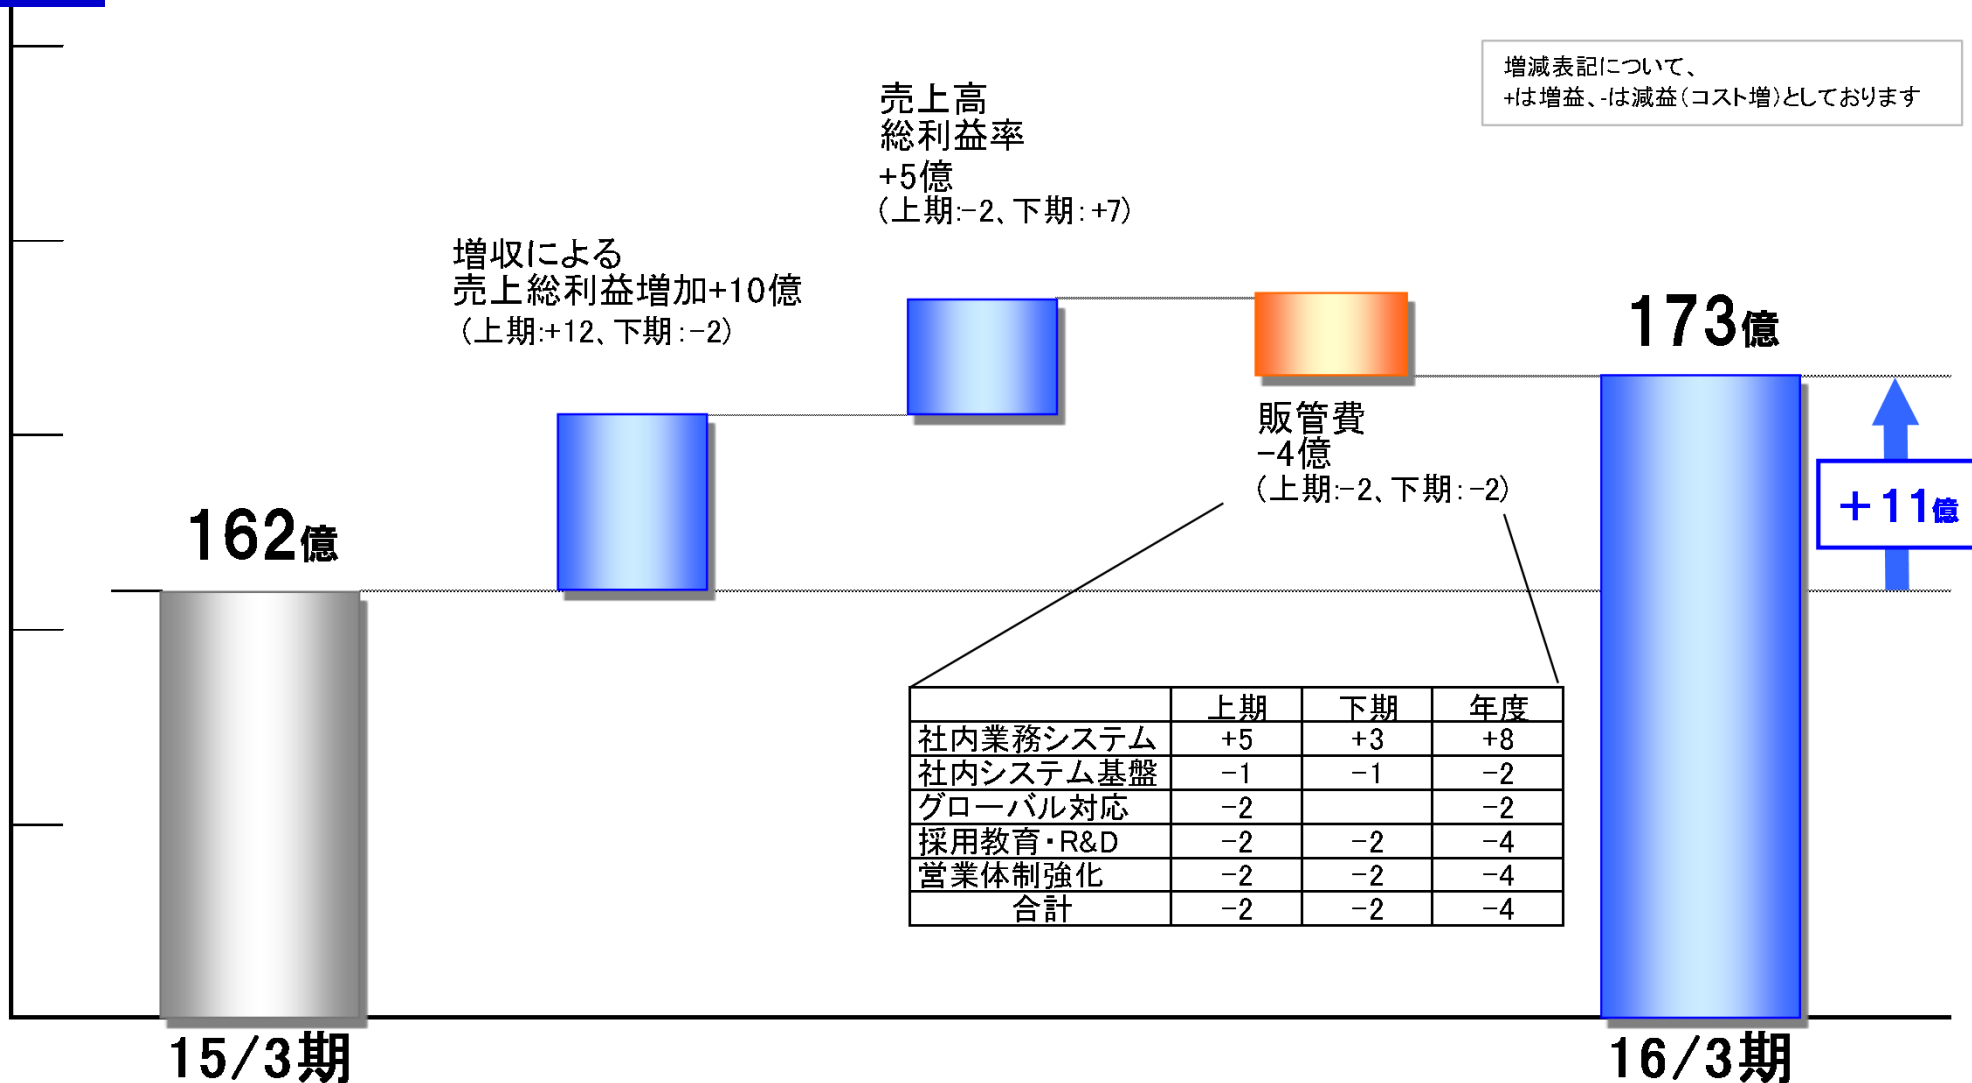 増減表記について、
+は増益、-は減益(コスト増)としております
売上高
総利益率
+5億
(上期:-2、下期:+7)
増収による
売上総利益増加+10億
(上期:+12、下期:-2)
173億
販管費
-4億
(上期:-2、下期:-2)
+11億
162億
上期 下期 年度
社内業務システム +5 +3 +8
社内システム基盤 -1 -1 -2
グローバル対応 -2 -2
採用教育・R&D -2 -2 -4
営業体制強化 -2 -2 -4
合計 -2 -2 -4
15/3期 16/3期